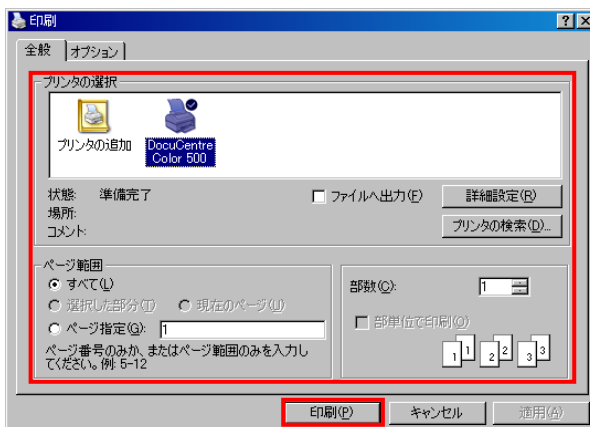 印刷
全般
オプション
プリンタの選択
プリンタの追加
DocuCentre
Color 500
状態: 準備完了
場所:
コメント:
ファイルへ出力(F)
詳細設定(R)
プリンタの検索(D)...
ページ範囲
すべて(L)
選択した部分(T)
現在のページ(U)
ページ指定(G): 1
ページ番号のみか、またはページ範囲のみを入力し
てください。例: 5-12
部数(C): 1
部単位で印刷(O)
1 1 2 2 3 3
印刷(P)
キャンセル
適用(A)